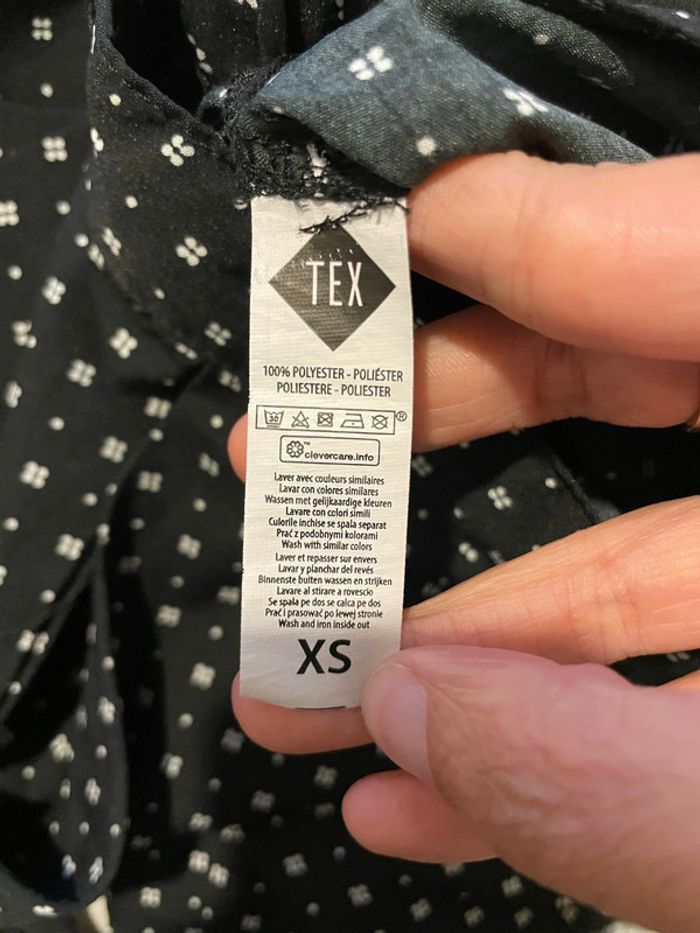 TEX
100% POLYESTER - POLIÉSTER
POLIESTERE - POLIESTER
30 ®
™ clevercare.info
Laver avec couleurs similaires
Lavar con colores similares
Wassen met gelijkaardige kleuren
Lavare con colori simili
Culorile inchise se spala separat
Prać z podobnymi kolorami
Wash with similar colors
Laver et repasser sur envers
Lavar y planchar del revés
Binnenste buiten wassen en strijken
Lavare al stirare a rovescio
Se spala pe dos se calca pe dos
Prać i prasować po lewej stronie
Wash and iron inside out
XS